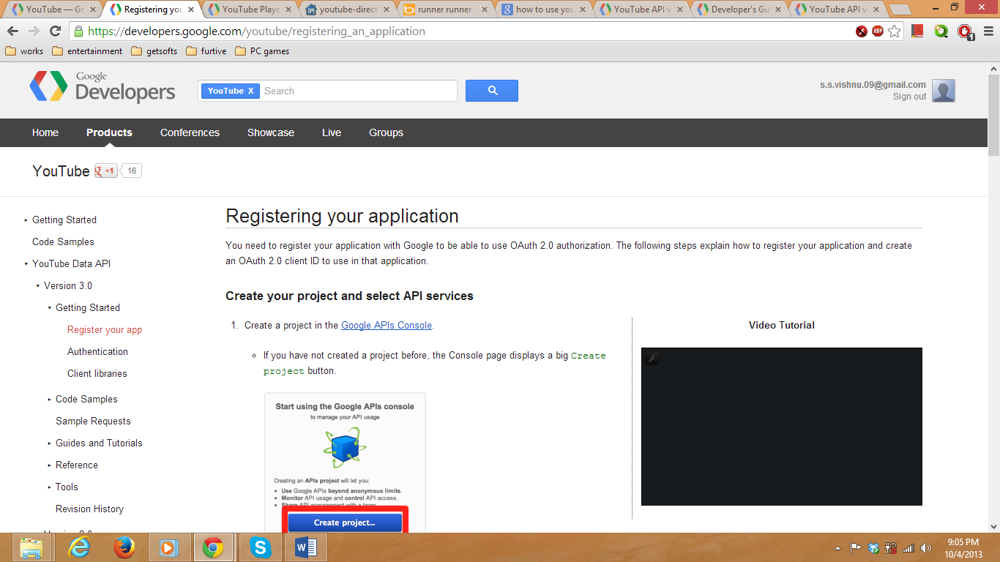 YouTube — Go
Registering you
YouTube Playe
youtube-direct
runner runner -
how to use you
YouTube API v
Developer's Gu
YouTube API v
https://developers.google.com/youtube/registering_an_application
ABP
1
works
entertainment
getsofts
furtive
PC games
Google
Developers
YouTube X
Search
s.s.vishnu.09@gmail.com
Sign out
Home
Products
Conferences
Showcase
Live
Groups
YouTube
g +1
16
Getting Started
Code Samples
YouTube Data API
Version 3.0
Getting Started
Register your app
Authentication
Client libraries
Code Samples
Sample Requests
Guides and Tutorials
Reference
Tools
Revision History
Registering your application
You need to register your application with Google to be able to use OAuth 2.0 authorization. The following steps explain how to register your application and create
an OAuth 2.0 client ID to use in that application.
Create your project and select API services
1. Create a project in the Google APIs Console.
If you have not created a project before, the Console page displays a big Create
project button.
Start using the Google APIs console
to manage your API usage
Creating an APIs project will let you:
• Use Google APIs beyond anonymous limits.
• Monitor API usage and control API access.
• Share API management with a team.
Create project...
Video Tutorial
9:05 PM
10/4/2013